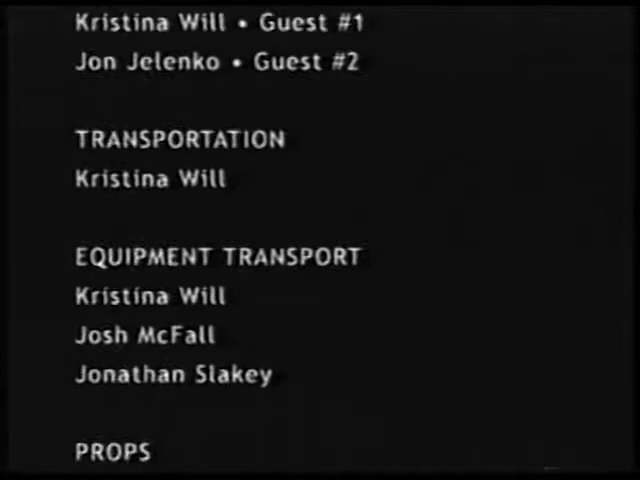 Kristina Will • Guest #1
Jon Jelenko • Guest #2
TRANSPORTATION
Kristina Will
EQUIPMENT TRANSPORT
Kristina Will
Josh McFall
Jonathan Slakey
PROPS